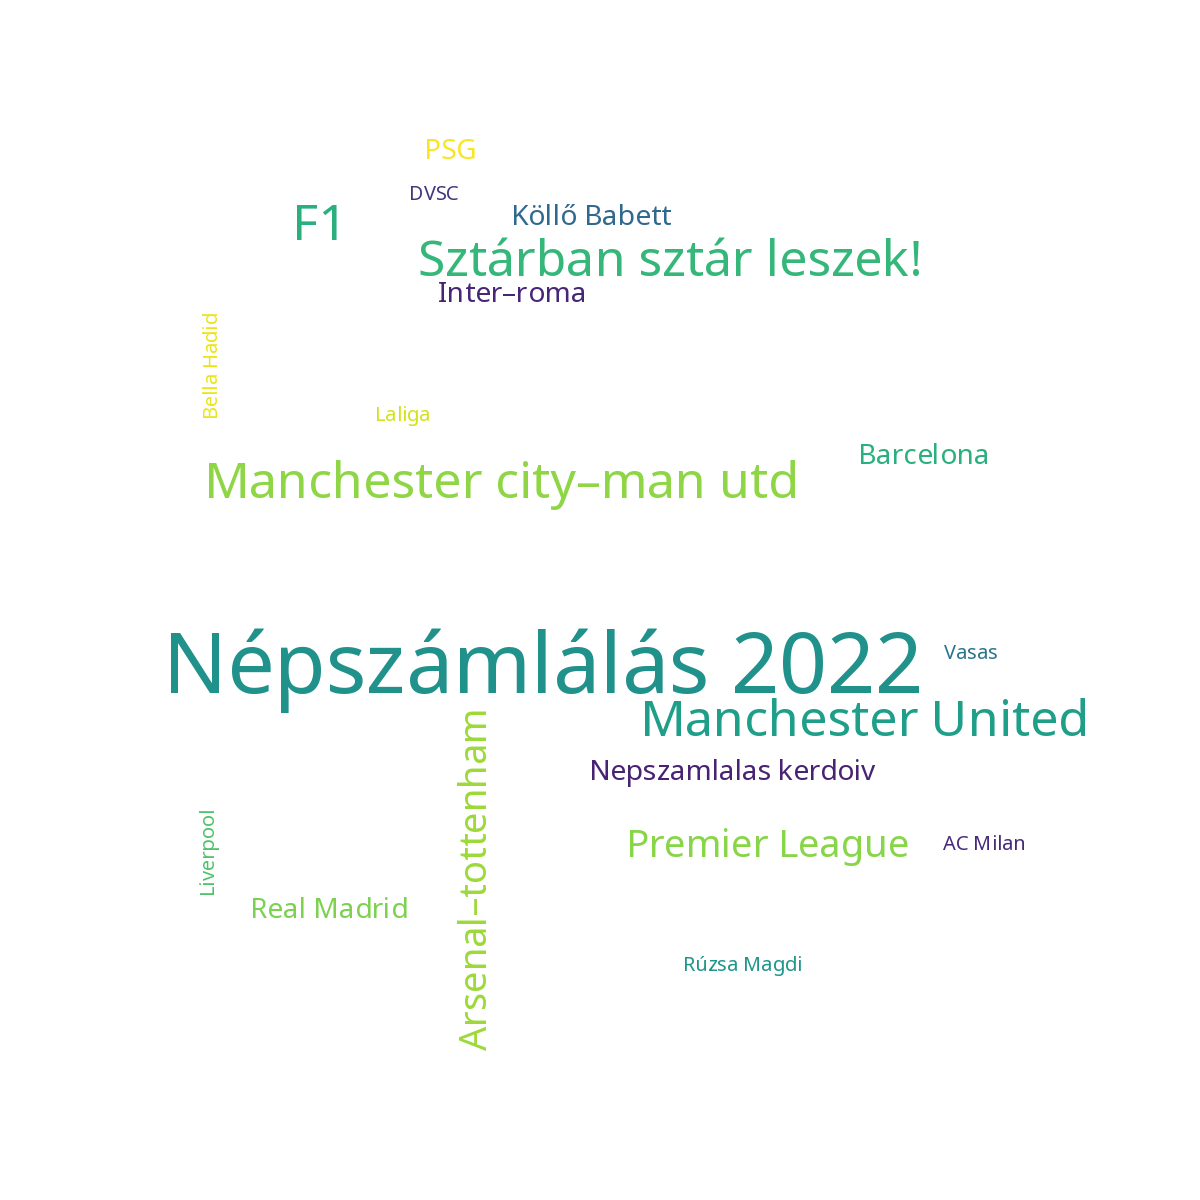 PSG
DVSC
F1
Köllő Babett
Sztárban sztár leszek!
Inter–roma
Bella Hadid
Laliga
Barcelona
Manchester city–man utd
Népszámlálás 2022
Vasas
Manchester United
Nepszamlalas kerdoiv
Arsenal–tottenham
Premier League
AC Milan
Liverpool
Real Madrid
Rúzsa Magdi